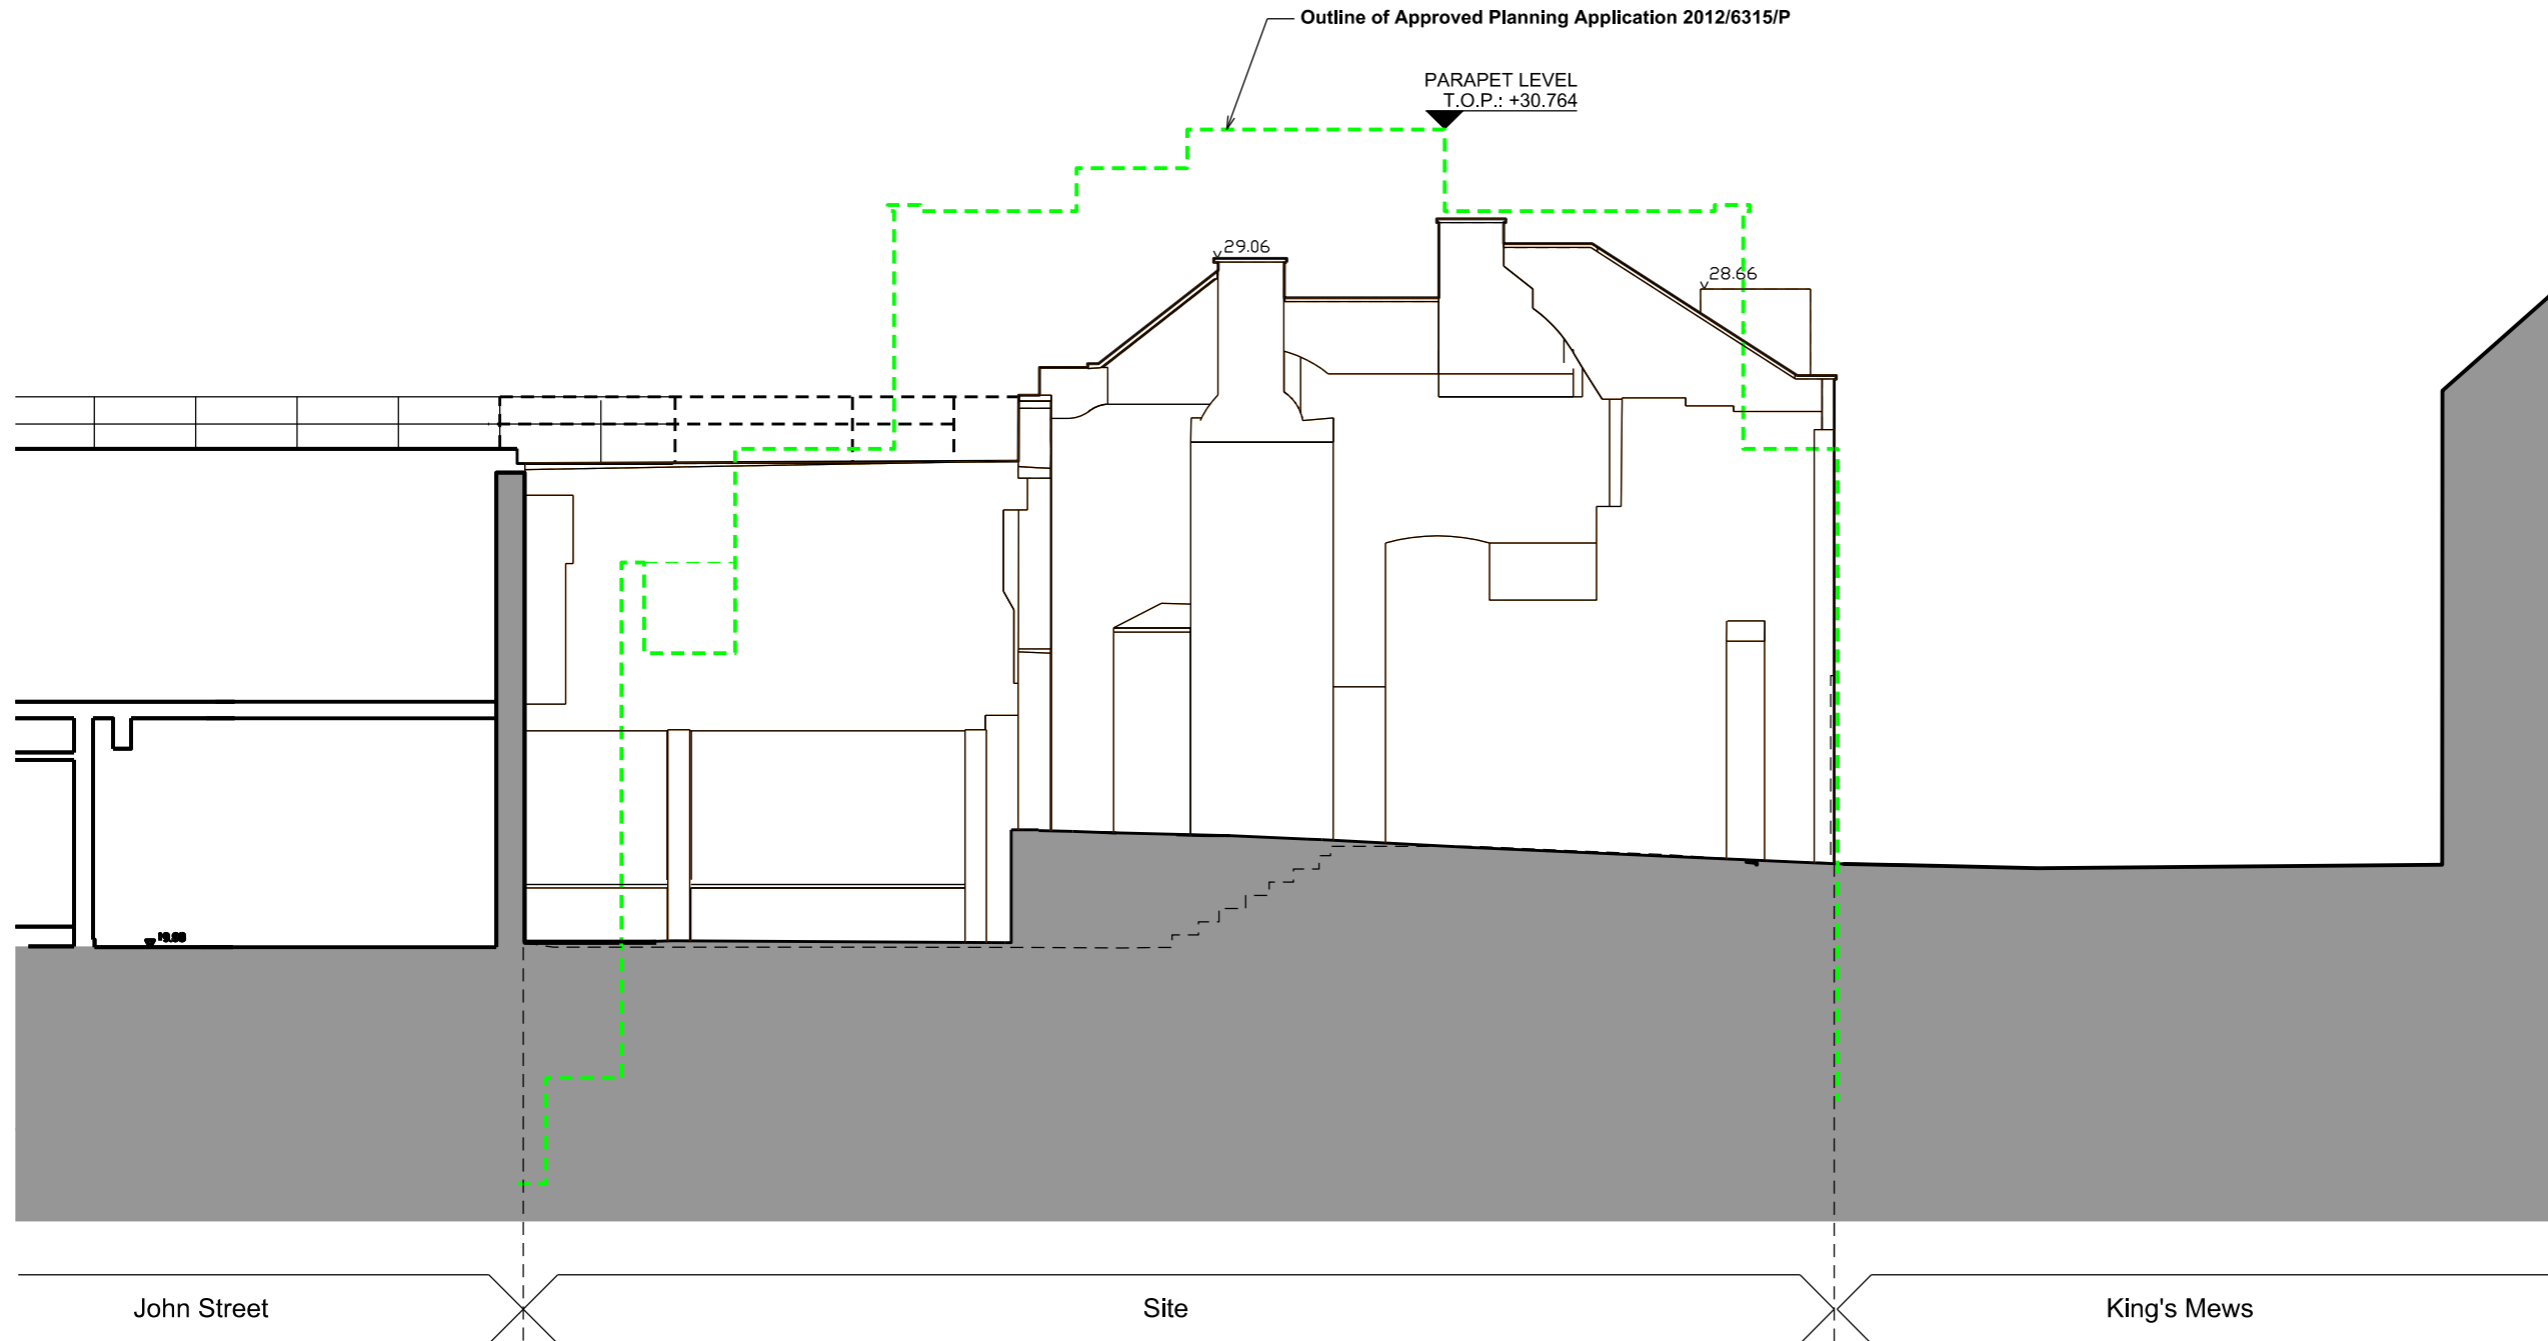 Outline of Approved Planning Application 2012/6315/P
PARAPET LEVEL
T.O.P.: +30.764
29.06
28.66
John Street
Site
King's Mews